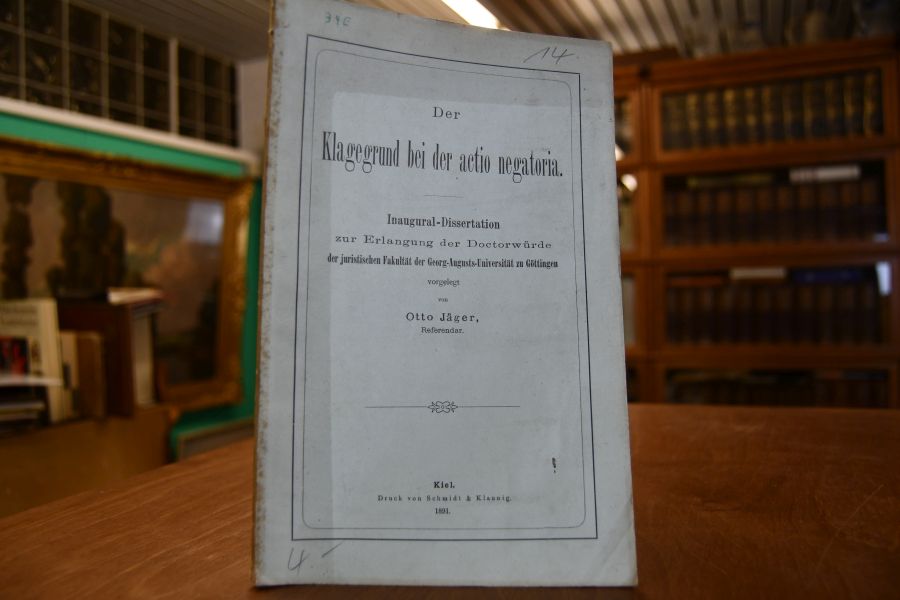 14.
Der
Klagegrund bei der actio negatoria.
Inaugural-Dissertation
zur Erlangung der Doctorwürde
der juristischen Fakultät der Georg-Augusts-Universität zu Göttingen
vorgelegt
von
Otto Jäger,
Referendar.
Kiel.
Druck von Schmidt & Klaunig.
1891.
4.-